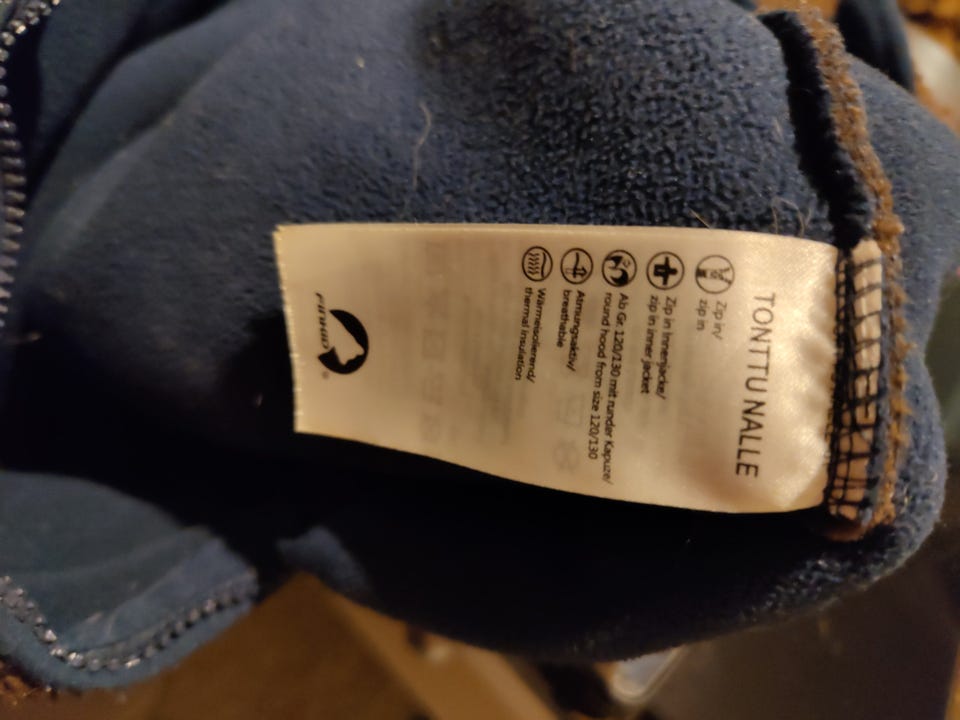 TONTTU NALLE
Zip in/
zip in
Zip in Innenjacke/
zip in inner jacket
Ab Gr. 120/130 mit runder Kapuze/
round hood from size 120/130
Atmungsaktiv/
breathable
Wärmeisolierend/
thermal insulation
FINKID®